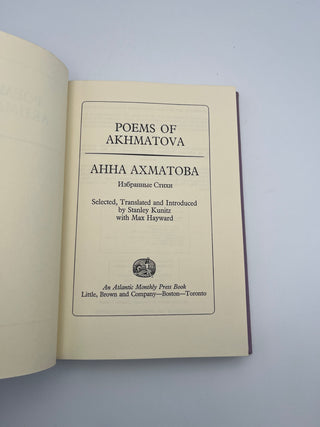 POEMS OF
AKHMATOVA
АННА АХМАТОВА
Избранные Стихи
Selected, Translated and Introduced
by Stanley Kunitz
with Max Hayward
An Atlantic Monthly Press Book
Little, Brown and Company—Boston—Toronto